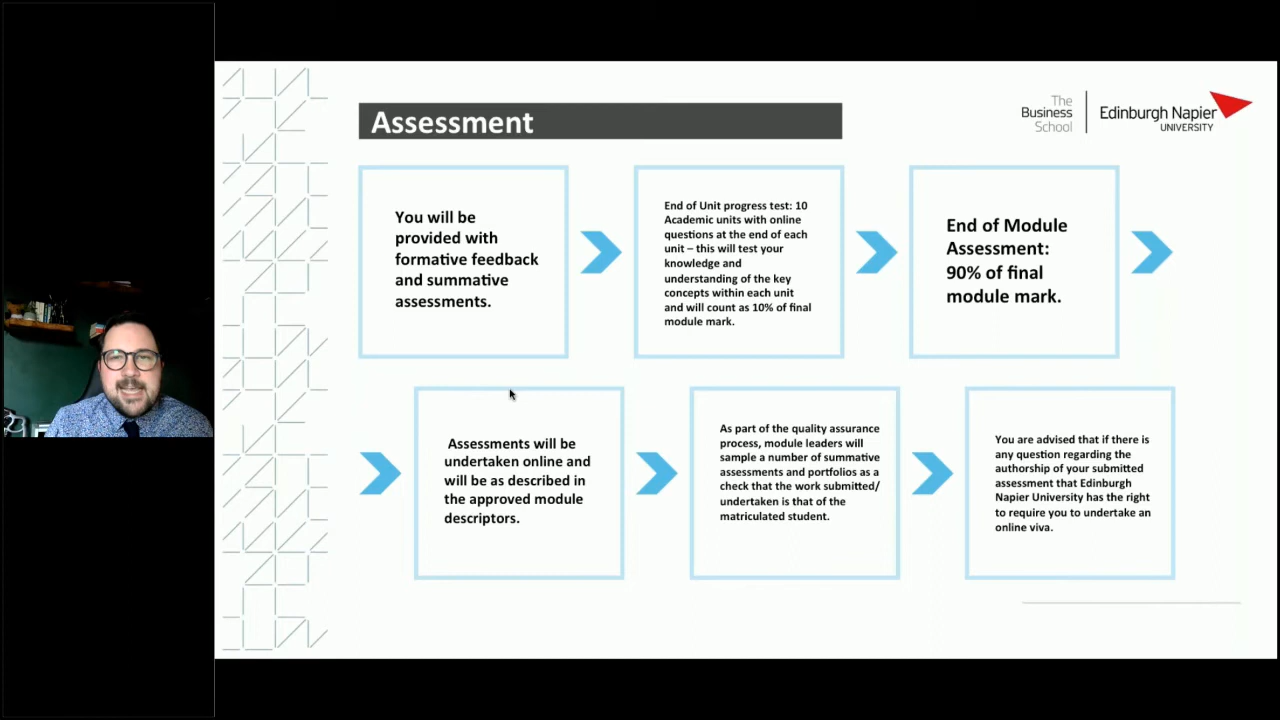 Assessment
The
Business
School
Edinburgh Napier
UNIVERSITY
You will be
provided with
formative feedback
and summative
assessments.
End of Unit progress test: 10
Academic units with online
questions at the end of each
unit – this will test your
knowledge and
understanding of the key
concepts within each unit
and will count as 10% of final
module mark.
End of Module
Assessment:
90% of final
module mark.
Assessments will be
undertaken online and
will be as described in
the approved module
descriptors.
As part of the quality assurance
process, module leaders will
sample a number of summative
assessments and portfolios as a
check that the work submitted/
undertaken is that of the
matriculated student.
You are advised that if there is
any question regarding the
authorship of your submitted
assessment that Edinburgh
Napier University has the right
to require you to undertake an
online viva.